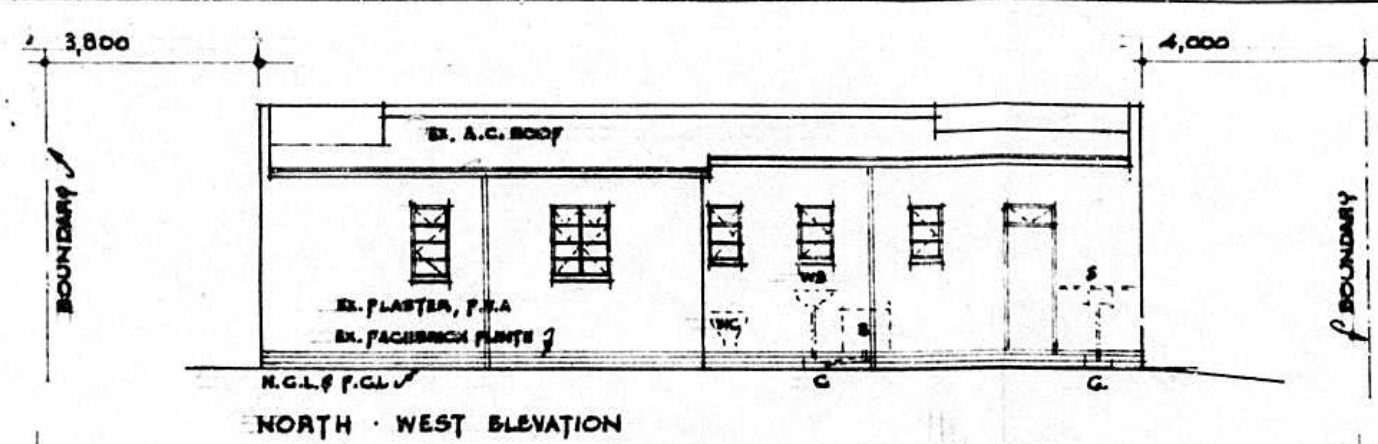 3,800
4,000
EX. A.C. ROOF
BOUNDARY
BOUNDARY
WB
S
EX. PLASTER, P.V.A
WC
B
EX. FACEBRICK PLINTH
N.G.L & F.G.L
G
G.
NORTH · WEST ELEVATION